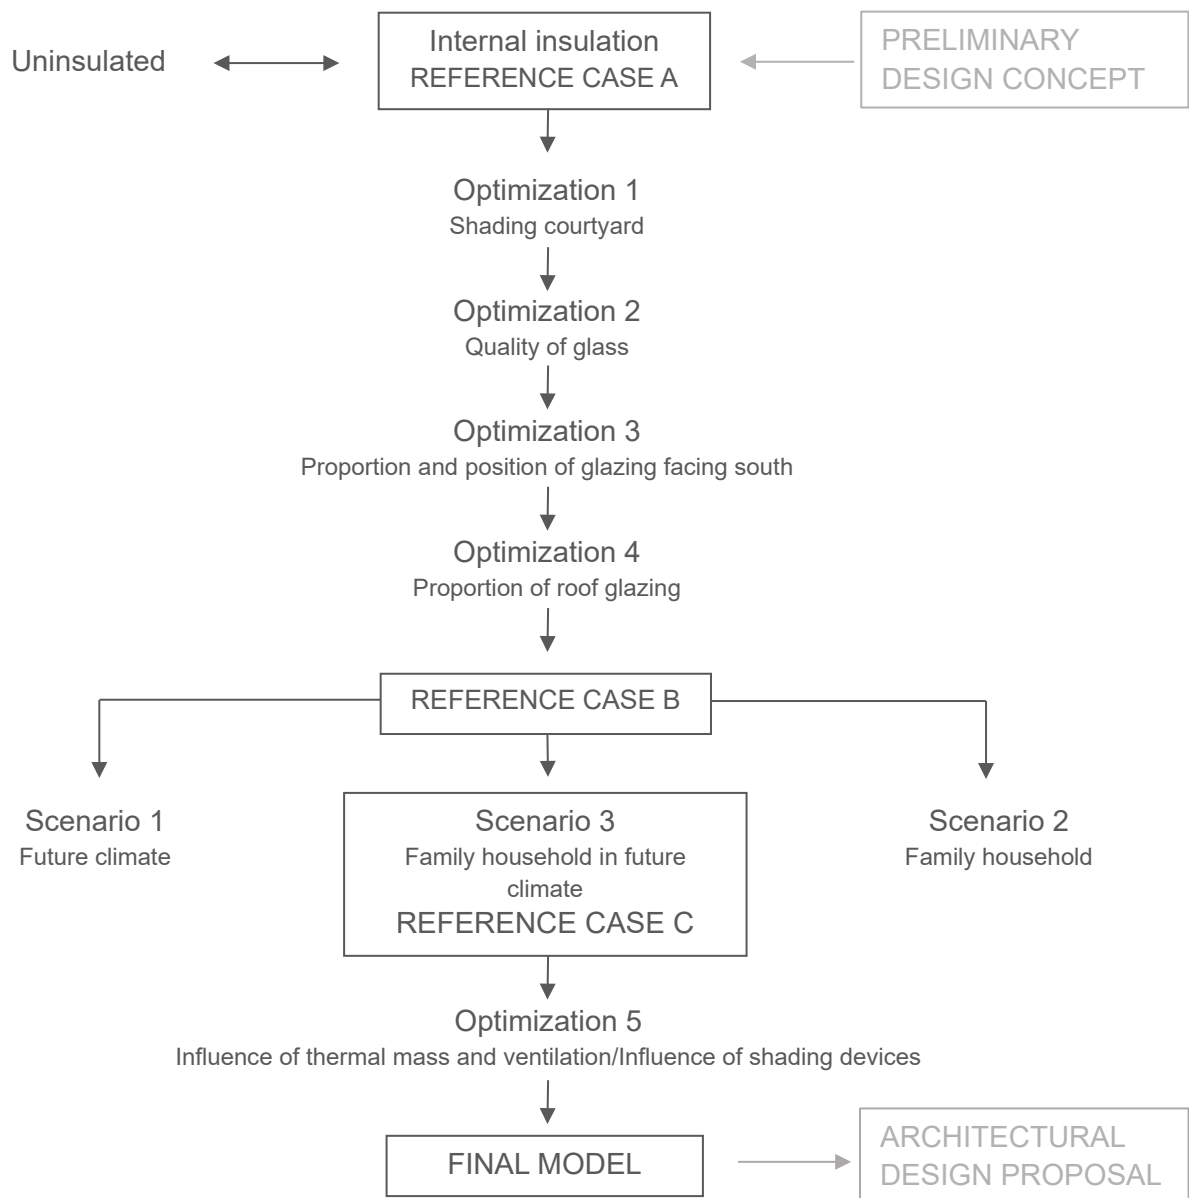 Uninsulated
Internal insulation
REFERENCE CASE A
PRELIMINARY
DESIGN CONCEPT
Optimization 1
Shading courtyard
Optimization 2
Quality of glass
Optimization 3
Proportion and position of glazing facing south
Optimization 4
Proportion of roof glazing
REFERENCE CASE B
Scenario 1
Future climate
Scenario 3
Family household in future
climate
REFERENCE CASE C
Scenario 2
Family household
Optimization 5
Influence of thermal mass and ventilation/Influence of shading devices
FINAL MODEL
ARCHITECTURAL
DESIGN PROPOSAL